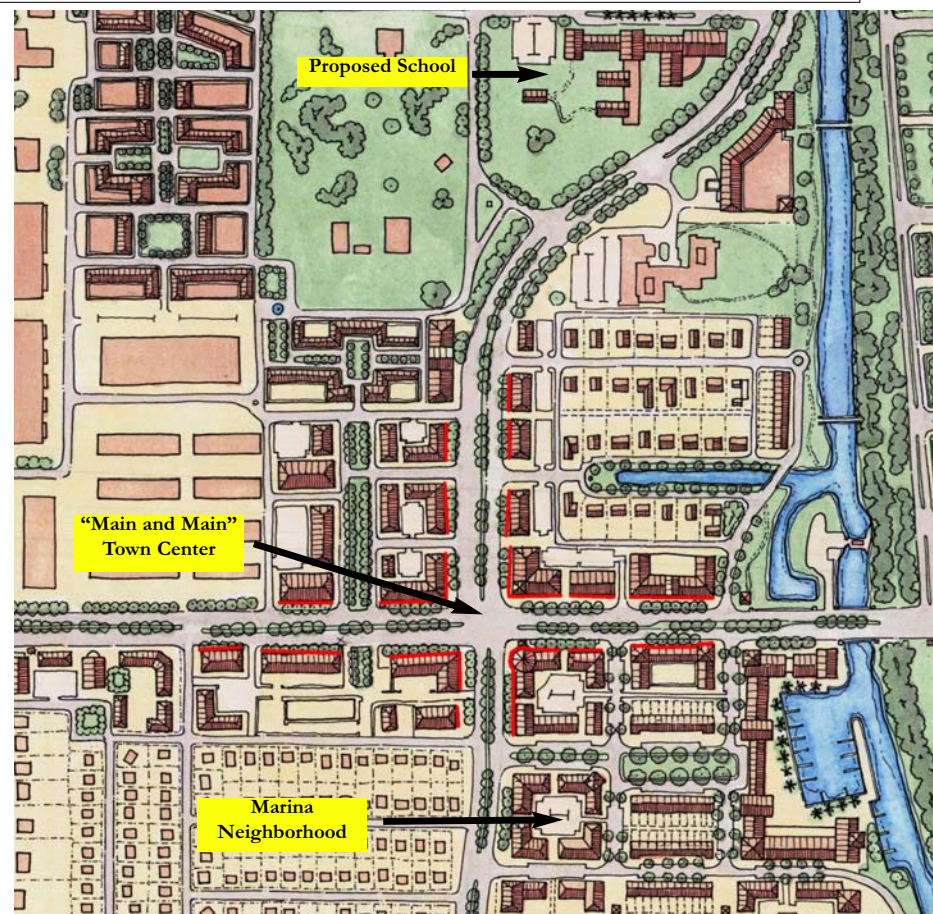 Proposed School
“Main and Main”
Town Center
Marina
Neighborhood